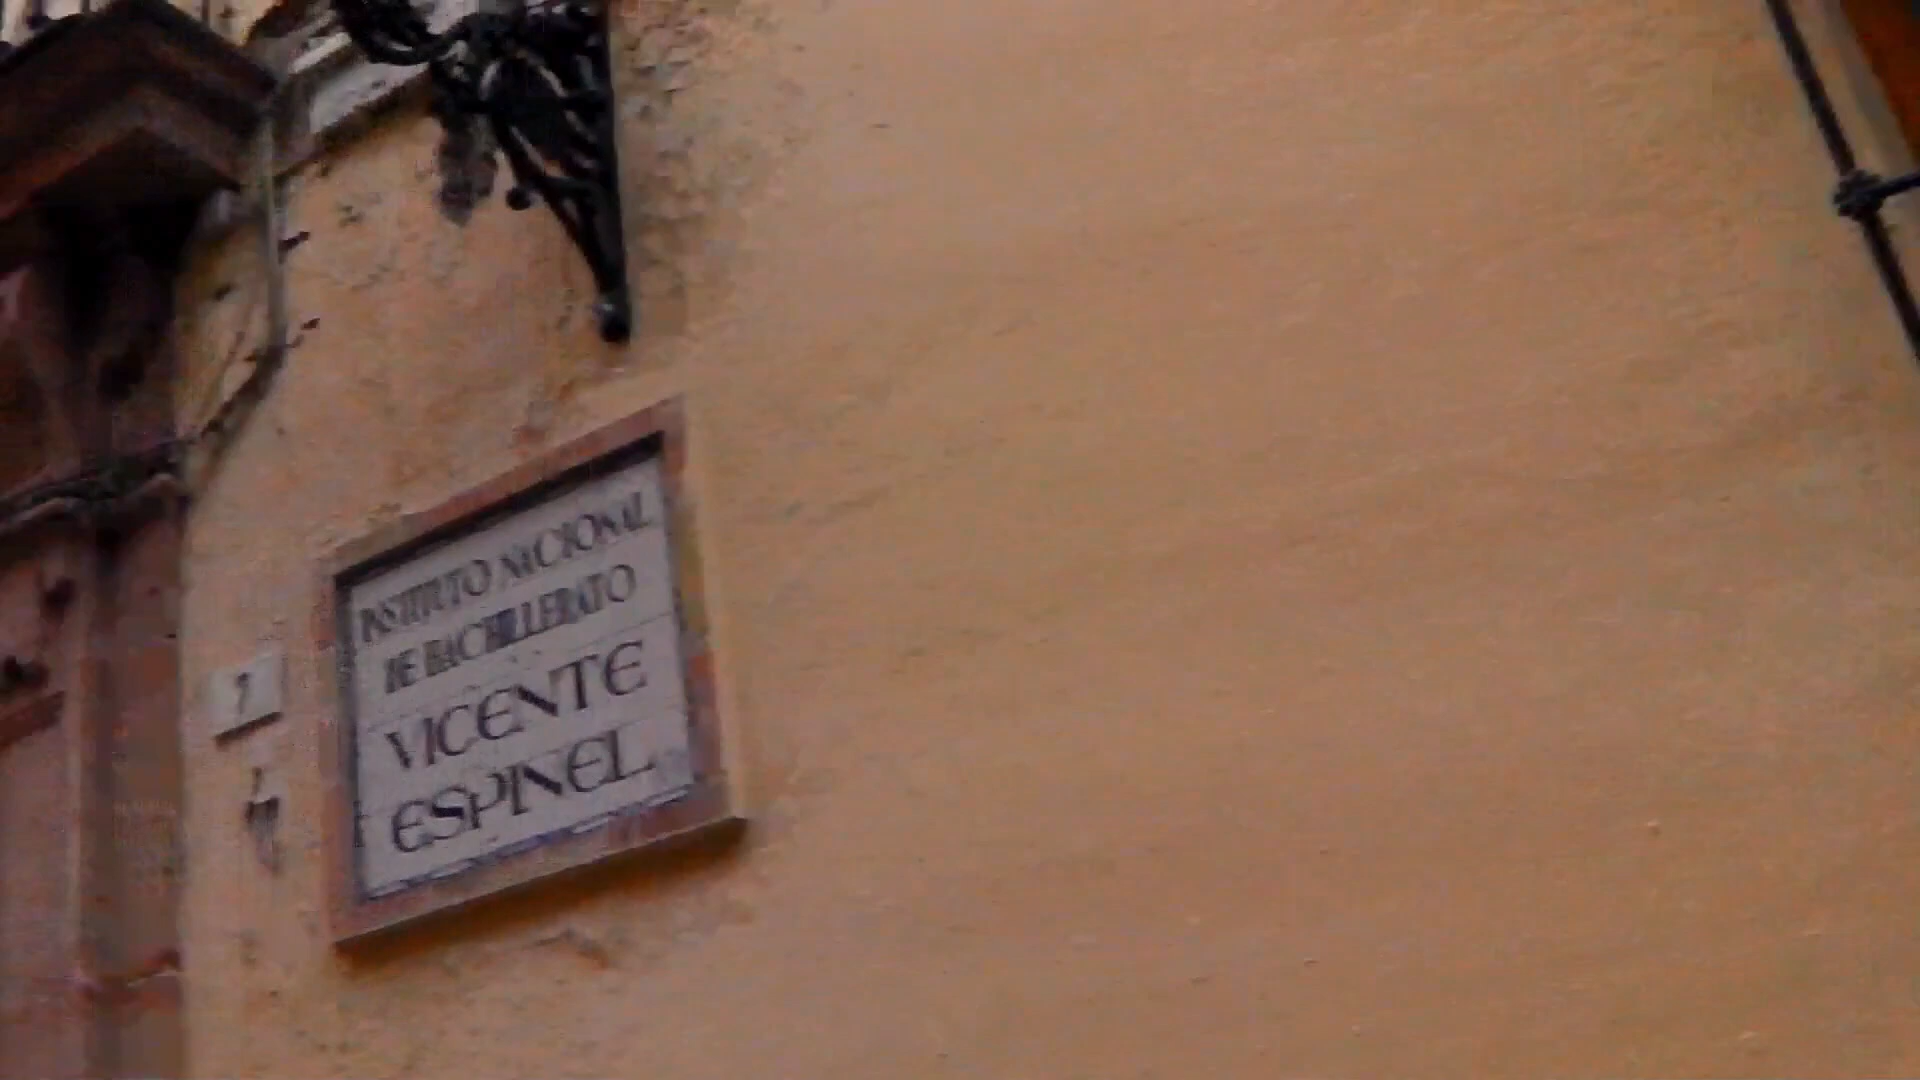 INSTITUTO NACIONAL
DE BACHILLERATO
VICENTE
ESPINEL
7